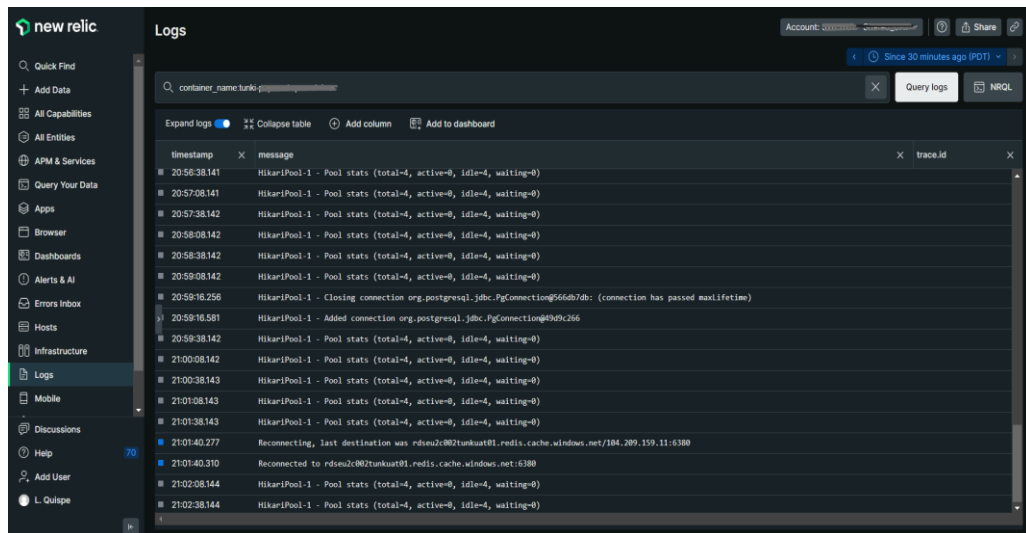 new relic
Logs
Account:
Share
Quick Find
Since 30 minutes ago (PDT)
Add Data
container_name:tunki-
Query logs
NRQL
All Capabilities
Expand logs
Collapse table
Add column
Add to dashboard
All Entities
APM & Services
timestamp
message
trace.id
Query Your Data
Apps
Browser
Dashboards
Alerts & AI
Errors Inbox
Hosts
Infrastructure
Logs
Mobile
Discussions
Help 70
Add User
L. Quispe
20:56:38.141 HikariPool-1 - Pool stats (total=4, active=0, idle=4, waiting=0)
20:57:08.141 HikariPool-1 - Pool stats (total=4, active=0, idle=4, waiting=0)
20:57:38.142 HikariPool-1 - Pool stats (total=4, active=0, idle=4, waiting=0)
20:58:08.142 HikariPool-1 - Pool stats (total=4, active=0, idle=4, waiting=0)
20:58:38.142 HikariPool-1 - Pool stats (total=4, active=0, idle=4, waiting=0)
20:59:08.142 HikariPool-1 - Pool stats (total=4, active=0, idle=4, waiting=0)
20:59:16.256 HikariPool-1 - Closing connection org.postgresql.jdbc.PgConnection@566db7db: (connection has passed maxLifetime)
20:59:16.581 HikariPool-1 - Added connection org.postgresql.jdbc.PgConnection@49d9c266
20:59:38.142 HikariPool-1 - Pool stats (total=4, active=0, idle=4, waiting=0)
21:00:08.142 HikariPool-1 - Pool stats (total=4, active=0, idle=4, waiting=0)
21:00:38.143 HikariPool-1 - Pool stats (total=4, active=0, idle=4, waiting=0)
21:01:08.143 HikariPool-1 - Pool stats (total=4, active=0, idle=4, waiting=0)
21:01:38.143 HikariPool-1 - Pool stats (total=4, active=0, idle=4, waiting=0)
21:01:40.277 Reconnecting, last destination was rdseu2c002tunkuat01.redis.cache.windows.net/104.209.159.11:6380
21:01:40.310 Reconnected to rdseu2c002tunkuat01.redis.cache.windows.net:6380
21:02:08.144 HikariPool-1 - Pool stats (total=4, active=0, idle=4, waiting=0)
21:02:38.144 HikariPool-1 - Pool stats (total=4, active=0, idle=4, waiting=0)